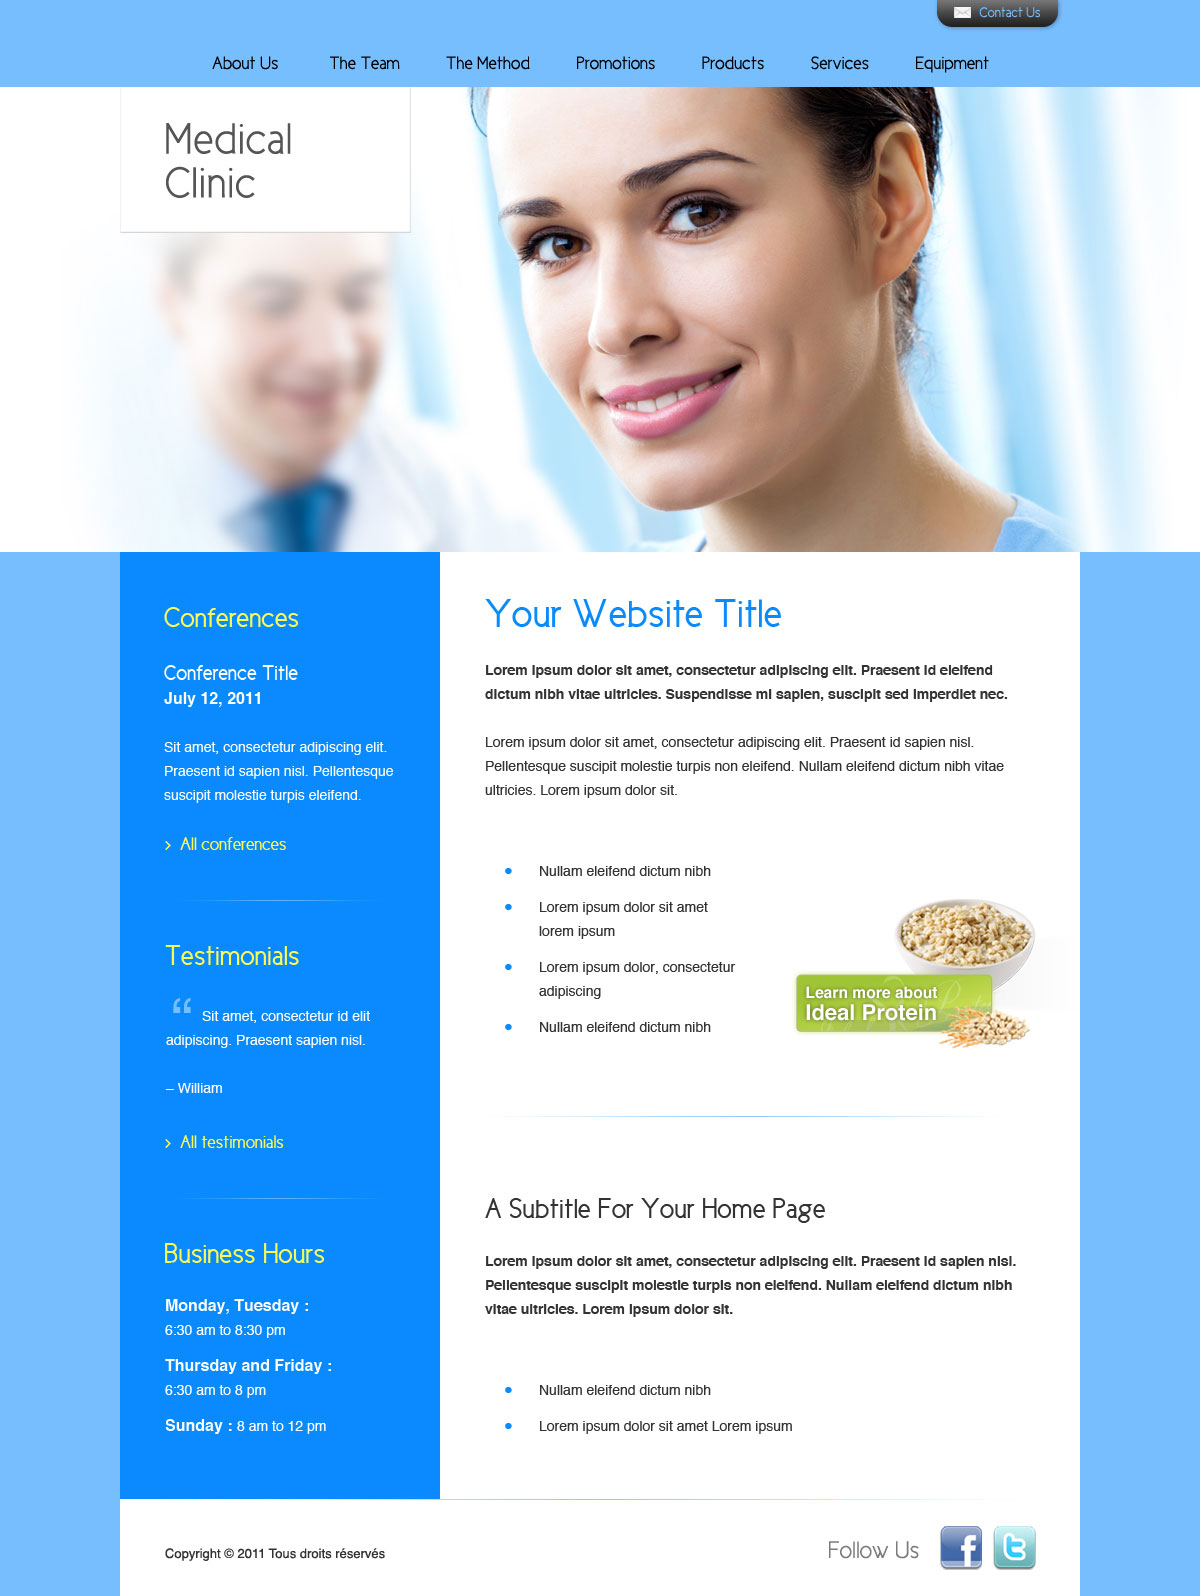 Contact Us
About Us The Team The Method Promotions Products Services Equipment
Medical
Clinic
Conferences
Conference Title
July 12, 2011
Sit amet, consectetur adipiscing elit.
Praesent id sapien nisl. Pellentesque
suscipit molestie turpis eleifend.
> All conferences
Testimonials
“ Sit amet, consectetur id elit
adipiscing. Praesent sapien nisl.
– William
> All testimonials
Business Hours
Monday, Tuesday :
6:30 am to 8:30 pm
Thursday and Friday :
6:30 am to 8 pm
Sunday : 8 am to 12 pm
Your Website Title
Lorem ipsum dolor sit amet, consectetur adipiscing elit. Praesent id eleifend
dictum nibh vitae ultricies. Suspendisse mi sapien, suscipit sed imperdiet nec.
Lorem ipsum dolor sit amet, consectetur adipiscing elit. Praesent id sapien nisl.
Pellentesque suscipit molestie turpis non eleifend. Nullam eleifend dictum nibh vitae
ultricies. Lorem ipsum dolor sit.
• Nullam eleifend dictum nibh
• Lorem ipsum dolor sit amet
lorem ipsum
• Lorem ipsum dolor, consectetur
adipiscing
• Nullam eleifend dictum nibh
Learn more about
Ideal Protein
A Subtitle For Your Home Page
Lorem ipsum dolor sit amet, consectetur adipiscing elit. Praesent id sapien nisl.
Pellentesque suscipit molestie turpis non eleifend. Nullam eleifend dictum nibh
vitae ultricies. Lorem ipsum dolor sit.
• Nullam eleifend dictum nibh
• Lorem ipsum dolor sit amet Lorem ipsum
Copyright © 2011 Tous droits réservés
Follow Us f t